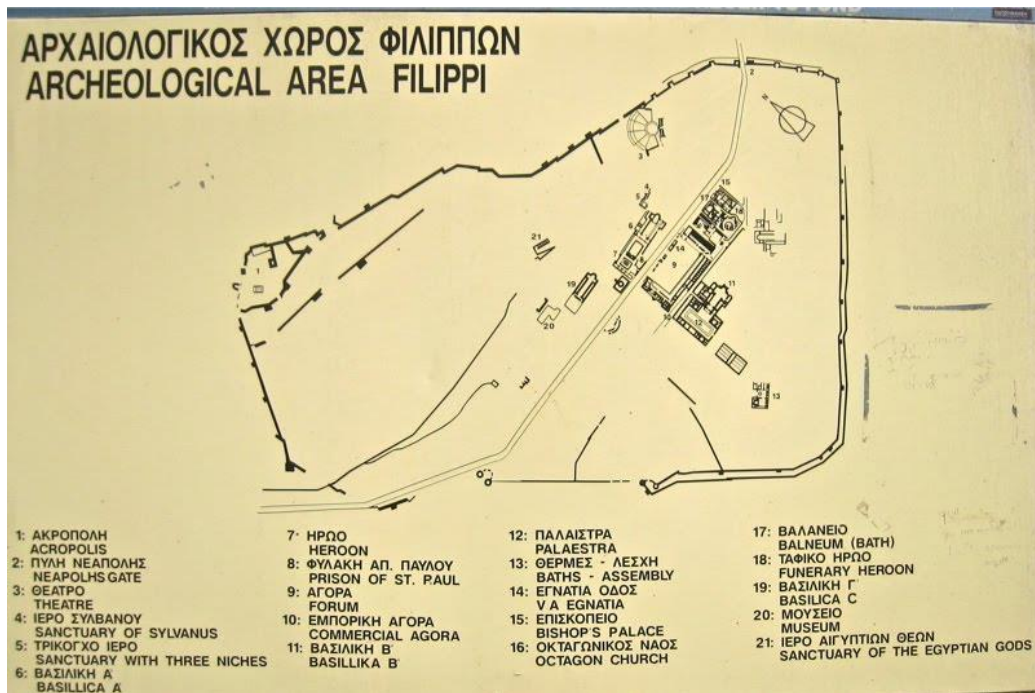 ΑΡΧΑΙΟΛΟΓΙΚΟΣ ΧΩΡΟΣ ΦΙΛΙΠΠΩΝ
ARCHEOLOGICAL AREA FILIPPI
1: ΑΚΡΟΠΟΛΗ
ACROPOLIS
2: ΠΥΛΗ ΝΕΑΠΟΛΗΣ
NEAPOLHS GATE
3: ΘΕΑΤΡΟ
THEATRE
4: ΙΕΡΟ ΣΥΛΒΑΝΟΥ
SANCTUARY OF SYLVANUS
5: ΤΡΙΚΟΓΧΟ ΙΕΡΟ
SANCTUARY WITH THREE NICHES
6: ΒΑΣΙΛΙΚΗ Α΄
BASILLICA A΄
7: ΗΡΩΟ
HEROON
8: ΦΥΛΑΚΗ ΑΠ. ΠΑΥΛΟΥ
PRISON OF ST. PAUL
9: ΑΓΟΡΑ
FORUM
10: ΕΜΠΟΡΙΚΗ ΑΓΟΡΑ
COMMERCIAL AGORA
11: ΒΑΣΙΛΙΚΗ Β΄
BASILLIKA B΄
12: ΠΑΛΑΙΣΤΡΑ
PALAESTRA
13: ΘΕΡΜΕΣ - ΛΕΣΧΗ
BATHS - ASSEMBLY
14: ΕΓΝΑΤΙΑ ΟΔΟΣ
V A EGNATIA
15: ΕΠΙΣΚΟΠΕΙΟ
BISHOP'S PALACE
16: ΟΚΤΑΓΩΝΙΚΟΣ ΝΑΟΣ
OCTAGON CHURCH
17: ΒΑΛΑΝΕΙΟ
BALNEUM (BATH)
18: ΤΑΦΙΚΟ ΗΡΩΟ
FUNERARY HEROON
19: ΒΑΣΙΛΙΚΗ Γ΄
BASILICA C
20: ΜΟΥΣΕΙΟ
MUSEUM
21: ΙΕΡΟ ΑΙΓΥΠΤΙΩΝ ΘΕΩΝ
SANCTUARY OF THE EGYPTIAN GODS